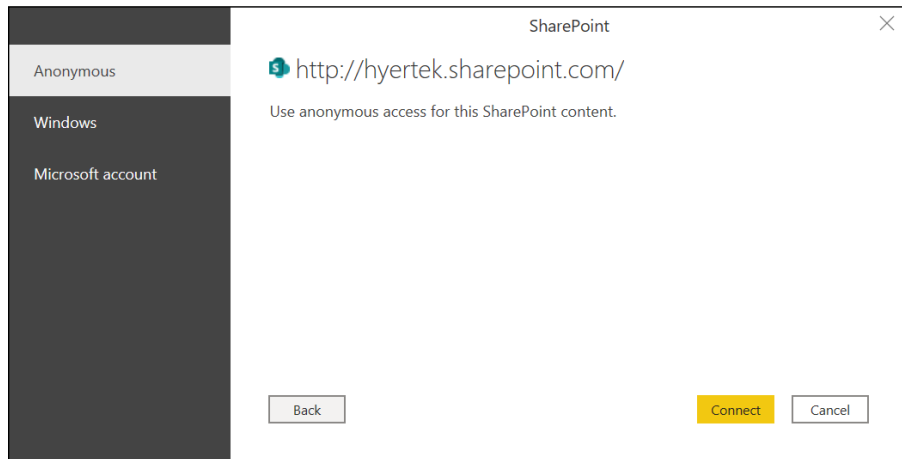 SharePoint
Anonymous
Windows
Microsoft account
http://hyertek.sharepoint.com/
Use anonymous access for this SharePoint content.
Back
Connect
Cancel